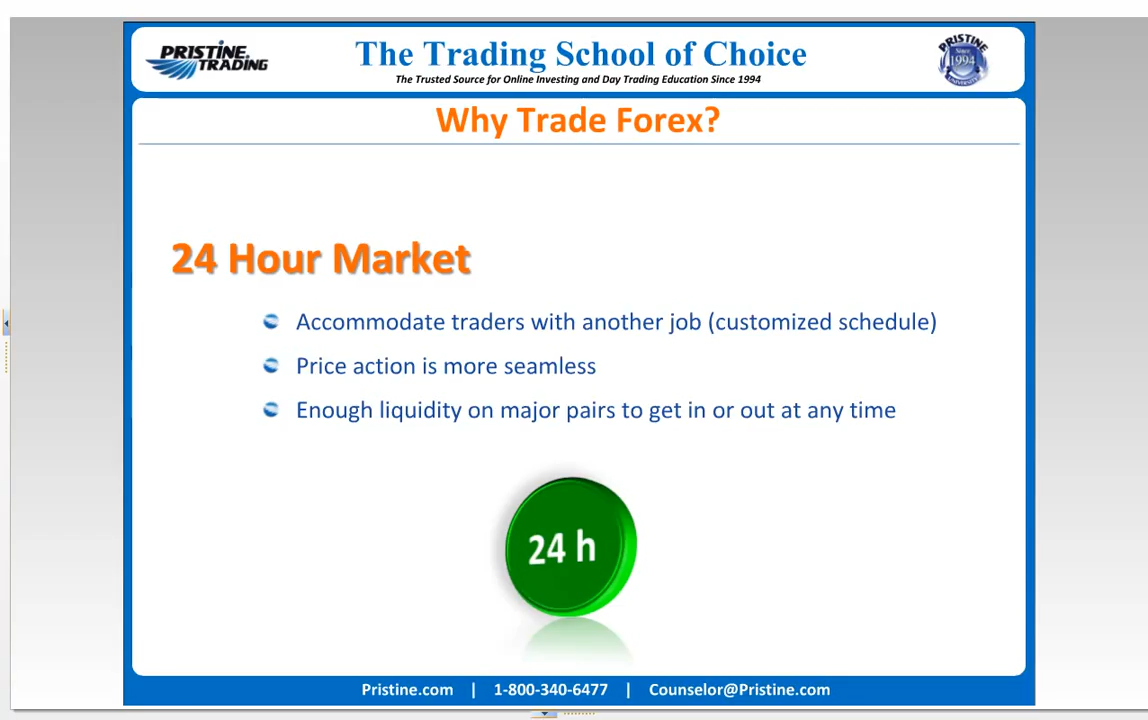 PRISTINE
TRADING
The Trading School of Choice
The Trusted Source for Online Investing and Day Trading Education Since 1994
PRISTINE
Since
1994
UNIVERSITY
Why Trade Forex?
24 Hour Market
Accommodate traders with another job (customized schedule)
Price action is more seamless
Enough liquidity on major pairs to get in or out at any time
24 h
Pristine.com | 1-800-340-6477 | Counselor@Pristine.com